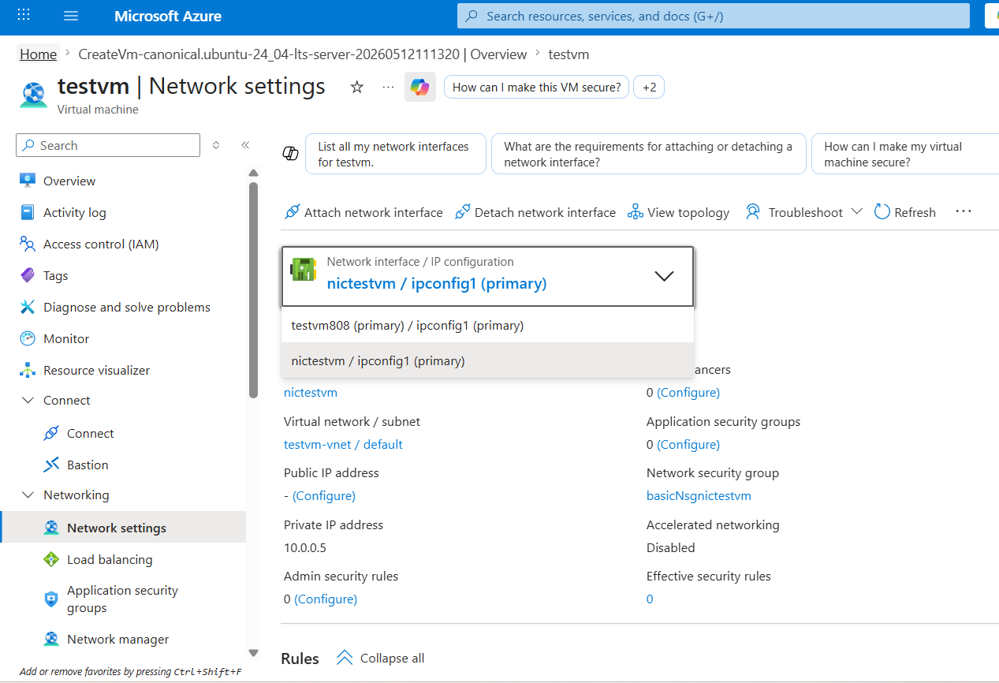 Microsoft Azure
Search resources, services, and docs (G+/)
Home > CreateVm-canonical.ubuntu-24_04-lts-server-20260512111320 | Overview > testvm
testvm | Network settings
Virtual machine
How can I make this VM secure?
+2
Search
Overview
Activity log
Access control (IAM)
Tags
Diagnose and solve problems
Monitor
Resource visualizer
Connect
Connect
Bastion
Networking
Network settings
Load balancing
Application security
groups
Network manager
Add or remove favorites by pressing Ctrl+Shift+F
List all my network interfaces
for testvm.
What are the requirements for attaching or detaching a
network interface?
How can I make my virtual
machine secure?
Attach network interface
Detach network interface
View topology
Troubleshoot
Refresh
Network interface / IP configuration
nictestvm / ipconfig1 (primary)
testvm808 (primary) / ipconfig1 (primary)
nictestvm / ipconfig1 (primary)
nictestvm
Virtual network / subnet
testvm-vnet / default
Public IP address
- (Configure)
Private IP address
10.0.0.5
Admin security rules
0 (Configure)
ancers
0 (Configure)
Application security groups
0 (Configure)
Network security group
basicNsgnictestvm
Accelerated networking
Disabled
Effective security rules
0
Rules
Collapse all